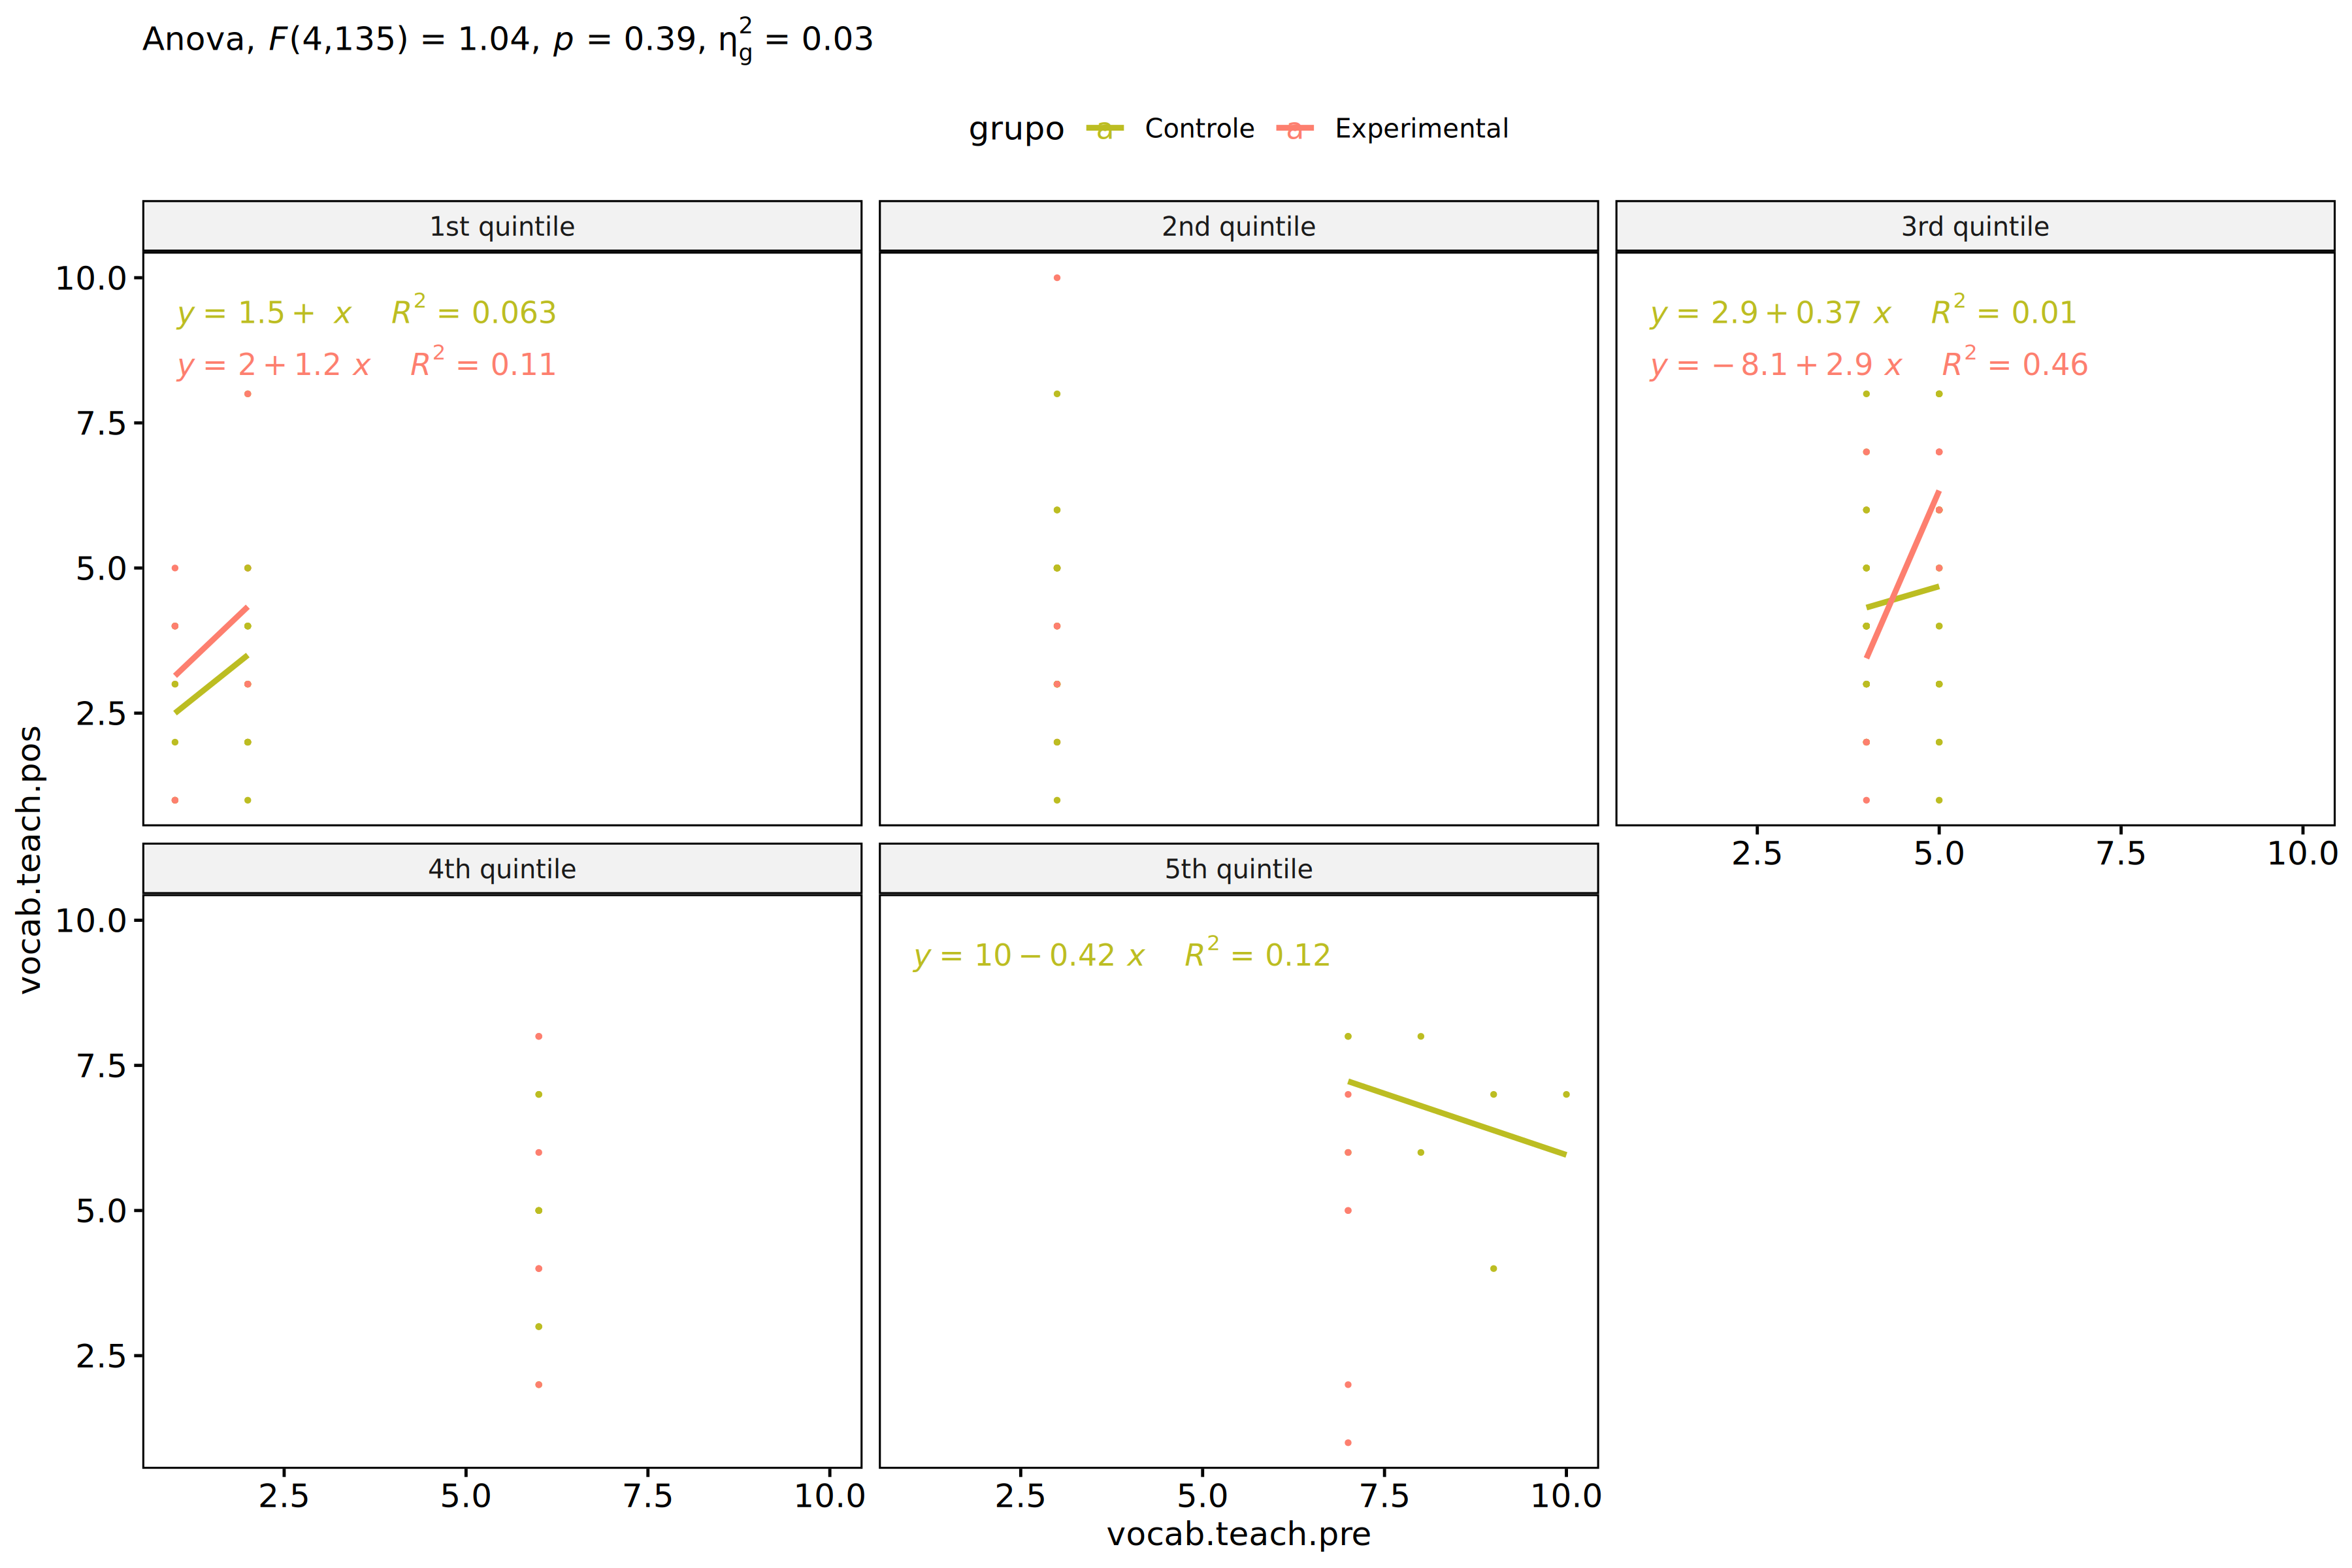 Anova, F(4,135) = 1.04, p = 0.39, η²g = 0.03
grupo a Controle a Experimental
1st quintile
2nd quintile
3rd quintile
10.0
7.5
5.0
2.5
y = 1.5 + x R² = 0.063
y = 2 + 1.2 x R² = 0.11
y = 2.9 + 0.37 x R² = 0.01
y = −8.1 + 2.9 x R² = 0.46
2.5 5.0 7.5 10.0
vocab.teach.pos
4th quintile
5th quintile
10.0
7.5
5.0
2.5
y = 10 − 0.42 x R² = 0.12
2.5 5.0 7.5 10.0
2.5 5.0 7.5 10.0
vocab.teach.pre